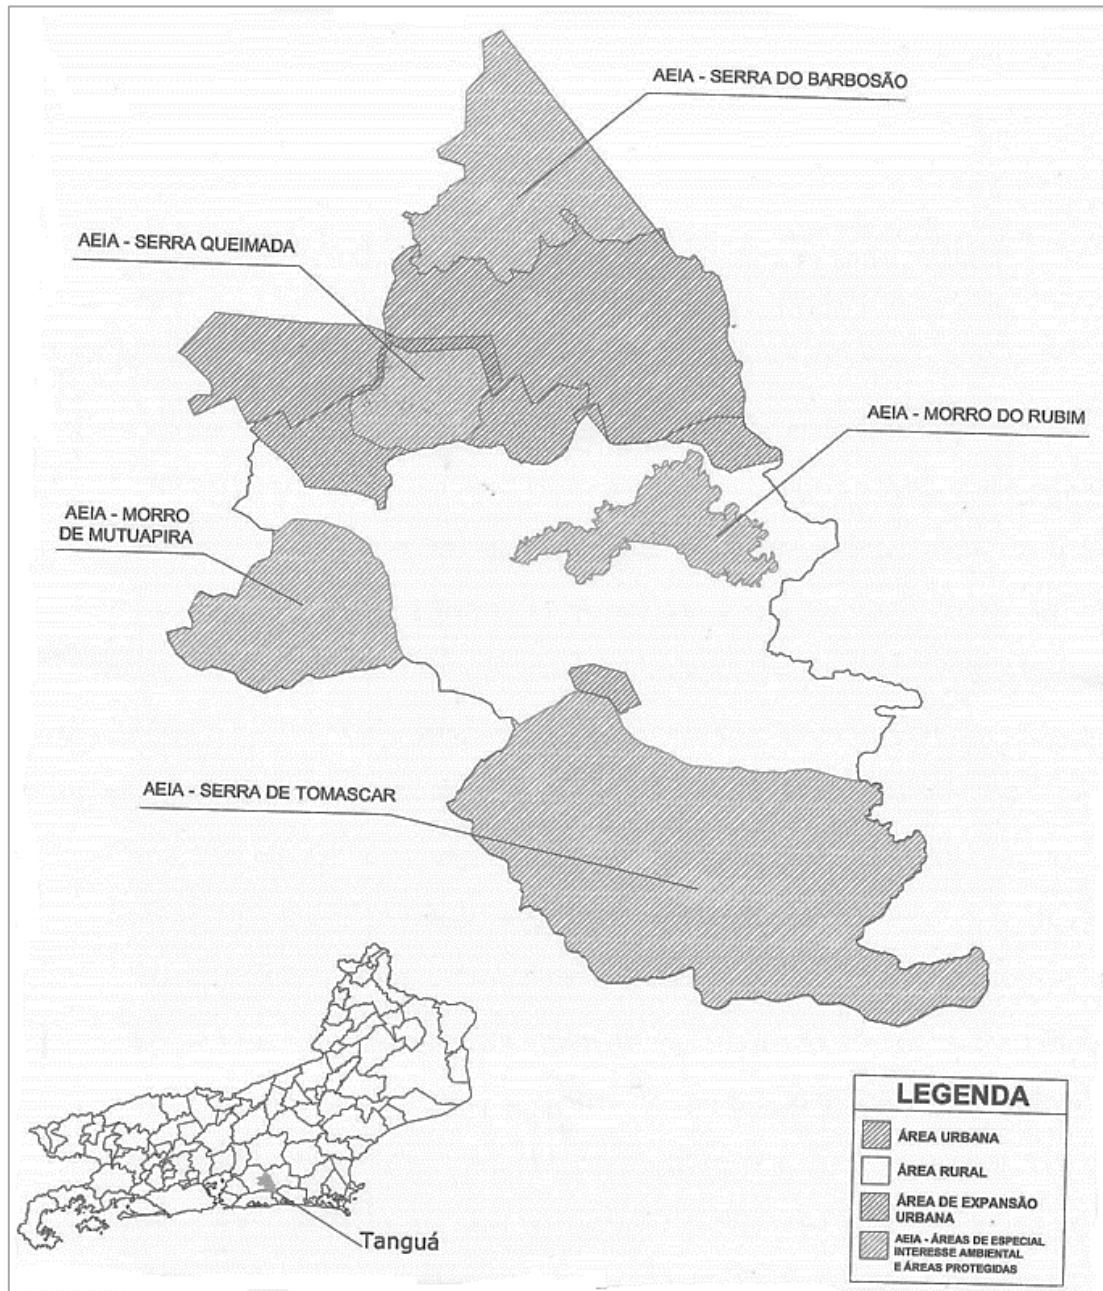 AEIA - SERRA DO BARBOSÃO
AEIA - SERRA QUEIMADA
AEIA - MORRO DO RUBIM
AEIA - MORRO
DE MUTUAPIRA
AEIA - SERRA DE TOMASCAR
Tanguá
LEGENDA
ÁREA URBANA
ÁREA RURAL
ÁREA DE EXPANSÃO
URBANA
AEIA - ÁREAS DE ESPECIAL
INTERESSE AMBIENTAL
E ÁREAS PROTEGIDAS